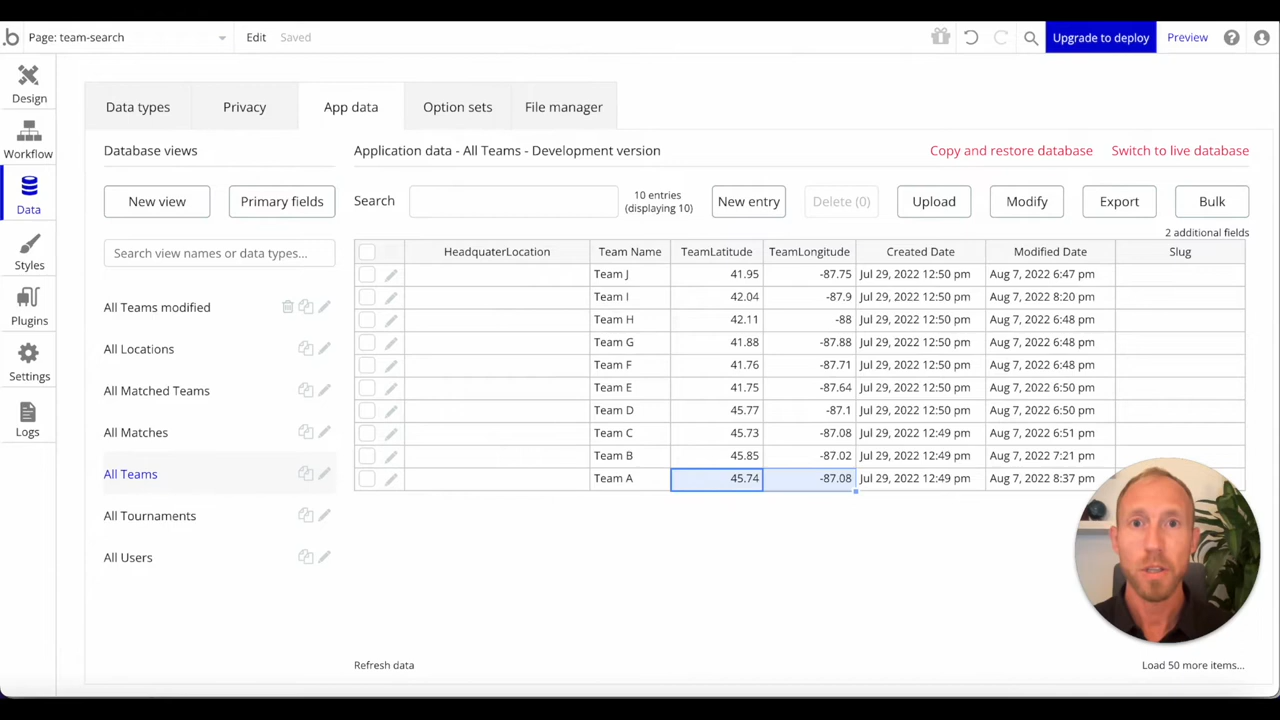 .b Page: team-search Edit Saved Upgrade to deploy Preview ?
Design
Workflow
Data
Styles
Plugins
Settings
Logs
Data types Privacy App data Option sets File manager
Database views
New view Primary fields
Search view names or data types...
All Teams modified
All Locations
All Matched Teams
All Matches
All Teams
All Tournaments
All Users
Application data - All Teams - Development version Copy and restore database Switch to live database
Search 10 entries
(displaying 10)
New entry Delete (0) Upload Modify Export Bulk
2 additional fields
HeadquaterLocation Team Name TeamLatitude TeamLongitude Created Date Modified Date Slug
Team J 41.95 -87.75 Jul 29, 2022 12:50 pm Aug 7, 2022 6:47 pm
Team I 42.04 -87.9 Jul 29, 2022 12:50 pm Aug 7, 2022 8:20 pm
Team H 42.11 -88 Jul 29, 2022 12:50 pm Aug 7, 2022 6:48 pm
Team G 41.88 -87.88 Jul 29, 2022 12:50 pm Aug 7, 2022 6:48 pm
Team F 41.76 -87.71 Jul 29, 2022 12:50 pm Aug 7, 2022 6:48 pm
Team E 41.75 -87.64 Jul 29, 2022 12:50 pm Aug 7, 2022 6:50 pm
Team D 45.77 -87.1 Jul 29, 2022 12:50 pm Aug 7, 2022 6:50 pm
Team C 45.73 -87.08 Jul 29, 2022 12:49 pm Aug 7, 2022 6:51 pm
Team B 45.85 -87.02 Jul 29, 2022 12:49 pm Aug 7, 2022 7:21 pm
Team A 45.74 -87.08 Jul 29, 2022 12:49 pm Aug 7, 2022 8:37 pm
Refresh data Load 50 more items...